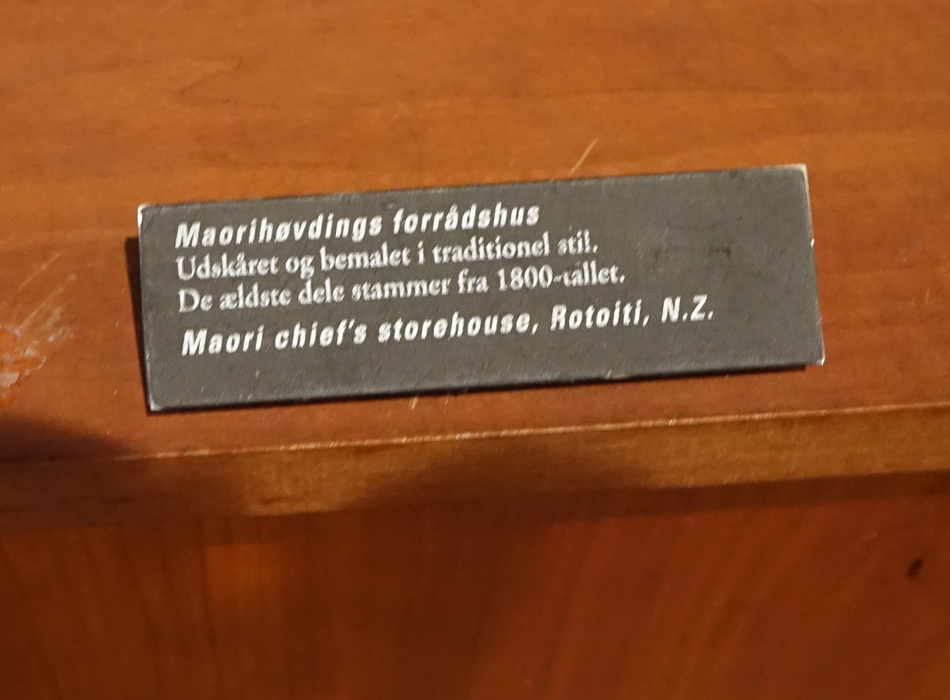 Maorihøvdings forrådshus
Udskåret og bemalet i traditionel stil.
De ældste dele stammer fra 1800-tallet.
Maori chief's storehouse, Rotoiti, N.Z.